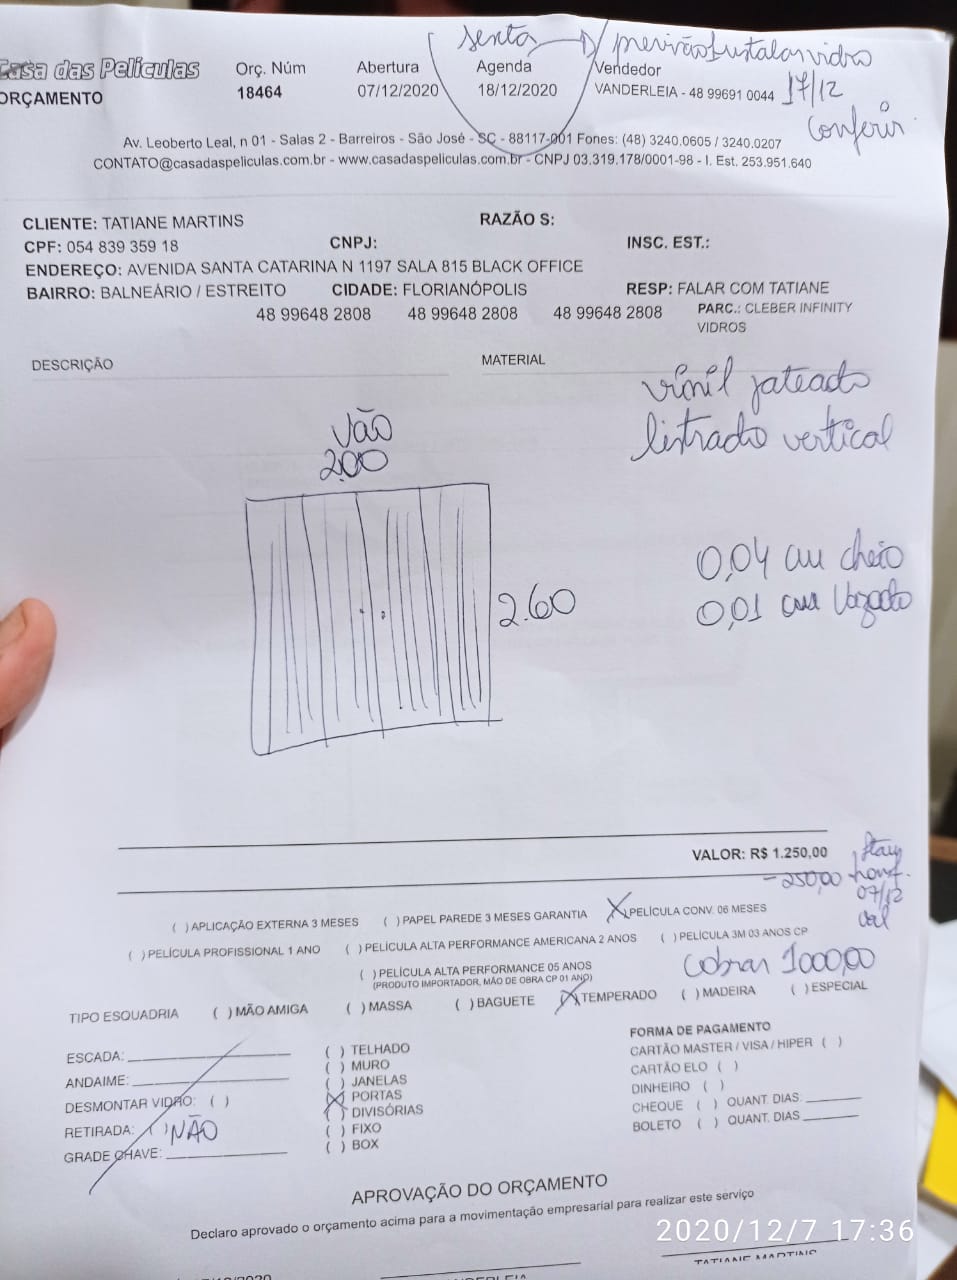 sexta previsão Instalar vidro
17/12
Conferir
Casa das Películas
ORÇAMENTO
Orç. Núm
18464
Abertura
07/12/2020
Agenda
18/12/2020
Vendedor
VANDERLEIA - 48 99691 0044
Av. Leoberto Leal, n 01 - Salas 2 - Barreiros - São José - SC - 88117-001 Fones: (48) 3240.0605 / 3240.0207
CONTATO@casadaspeliculas.com.br - www.casadaspeliculas.com.br - CNPJ 03.319.178/0001-98 - I. Est. 253.951.640
CLIENTE: TATIANE MARTINS RAZÃO S:
CPF: 054 839 359 18 CNPJ: INSC. EST.:
ENDEREÇO: AVENIDA SANTA CATARINA N 1197 SALA 815 BLACK OFFICE
BAIRRO: BALNEÁRIO / ESTREITO CIDADE: FLORIANÓPOLIS RESP: FALAR COM TATIANE
48 99648 2808 48 99648 2808 48 99648 2808 PARC.: CLEBER INFINITY
VIDROS
DESCRIÇÃO MATERIAL
vinil jateado
listrado vertical
Vão
2.00
2.60
0,04 cm cheio
0,01 cm Vazado
VALOR: R$ 1.250,00
- 250,00
07/12
Cobrar 1000,00
( ) APLICAÇÃO EXTERNA 3 MESES ( ) PAPEL PAREDE 3 MESES GARANTIA (X) PELÍCULA CONV. 06 MESES
( ) PELÍCULA PROFISSIONAL 1 ANO ( ) PELÍCULA ALTA PERFORMANCE AMERICANA 2 ANOS ( ) PELÍCULA 3M 03 ANOS CP
( ) PELÍCULA ALTA PERFORMANCE 05 ANOS
(PRODUTO IMPORTADOR, MÃO DE OBRA CP 01 ANO)
TIPO ESQUADRIA ( ) MÃO AMIGA ( ) MASSA ( ) BAGUETE (X) TEMPERADO ( ) MADEIRA ( ) ESPECIAL
ESCADA:
ANDAIME:
DESMONTAR VIDRO: ( )
RETIRADA: ( ) NÃO
GRADE CHAVE:
( ) TELHADO
( ) MURO
( ) JANELAS
(X) PORTAS
( ) DIVISÓRIAS
( ) FIXO
( ) BOX
FORMA DE PAGAMENTO
CARTÃO MASTER / VISA / HIPER ( )
CARTÃO ELO ( )
DINHEIRO ( )
CHEQUE ( ) QUANT. DIAS:
BOLETO ( ) QUANT. DIAS
APROVAÇÃO DO ORÇAMENTO
Declaro aprovado o orçamento acima para a movimentação empresarial para realizar este serviço
2020/12/7 17:36
TATIANE MARTINS